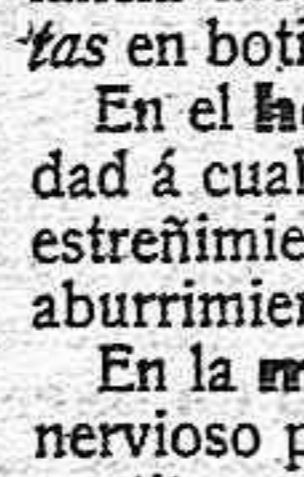 tas en boti
En el h
dad á cual
estreñimie
aburrimien
En la m
nervioso p